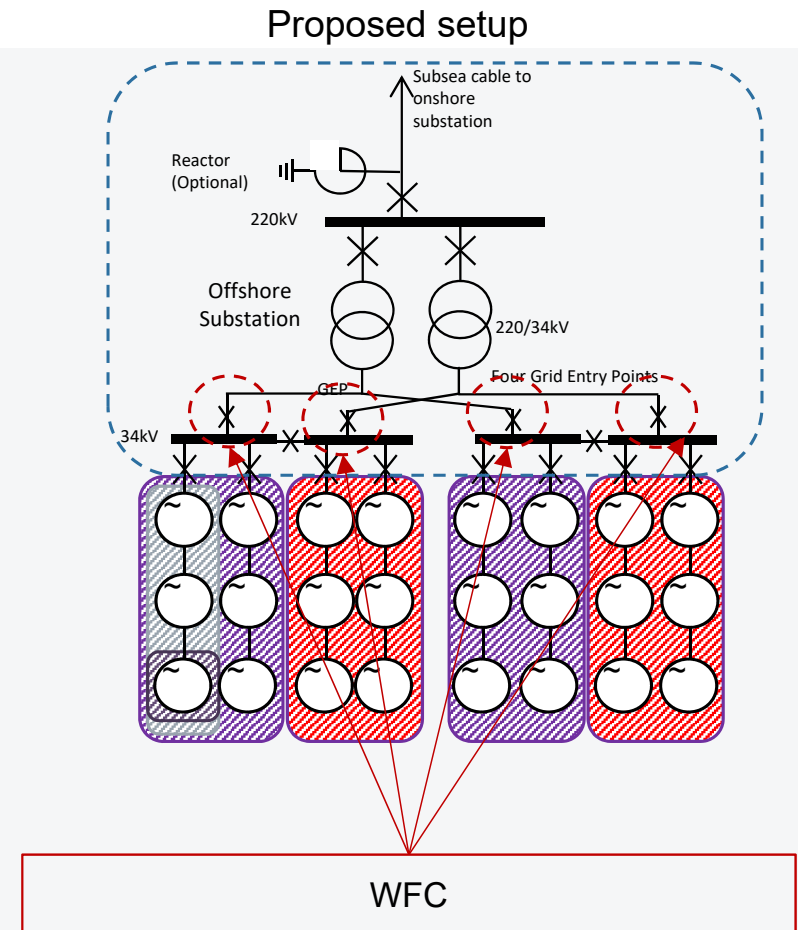 Proposed setup
Subsea cable to
onshore
substation
Reactor
(Optional)
220kV
Offshore
Substation
220/34kV
GEP
Four Grid Entry Points
34kV
~ ~ ~ ~ ~ ~ ~ ~
~ ~ ~ ~ ~ ~ ~ ~
~ ~ ~ ~ ~ ~ ~ ~
WFC